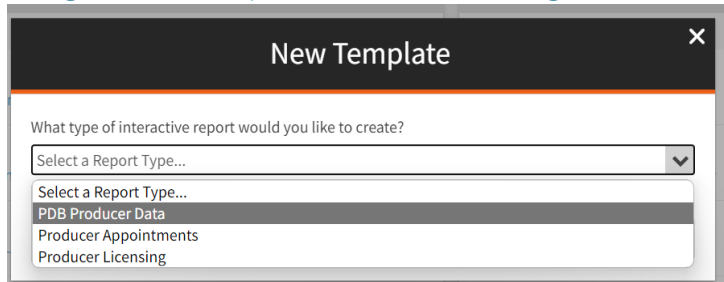 New Template
×
What type of interactive report would you like to create?
Select a Report Type...
Select a Report Type...
PDB Producer Data
Producer Appointments
Producer Licensing